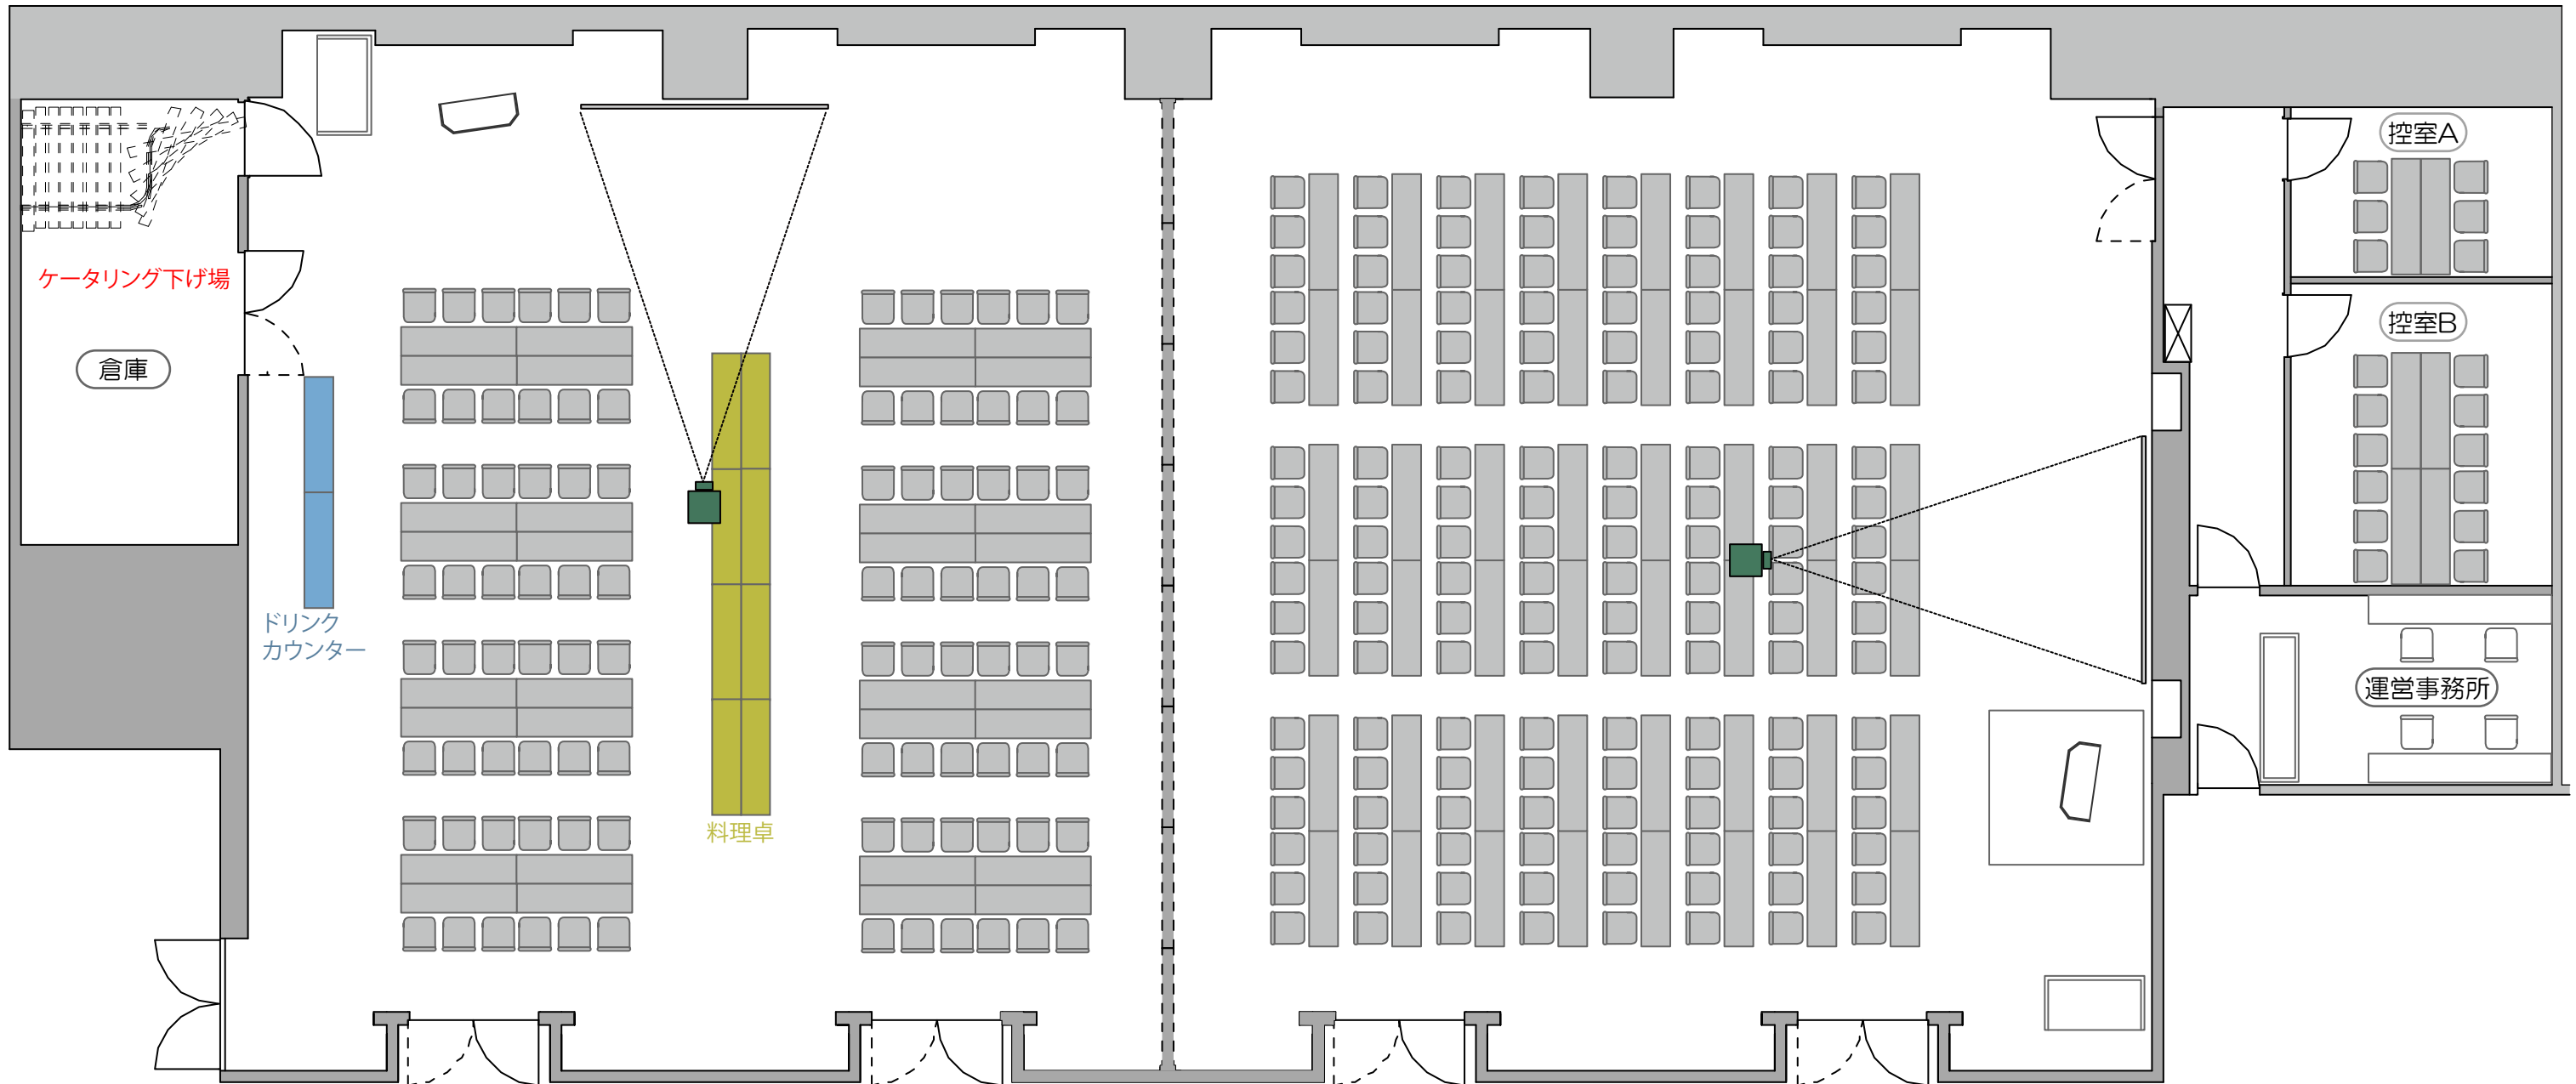 控室A
ケータリング下げ場
控室B
倉庫
ドリンク
カウンター
運営事務所
料理卓